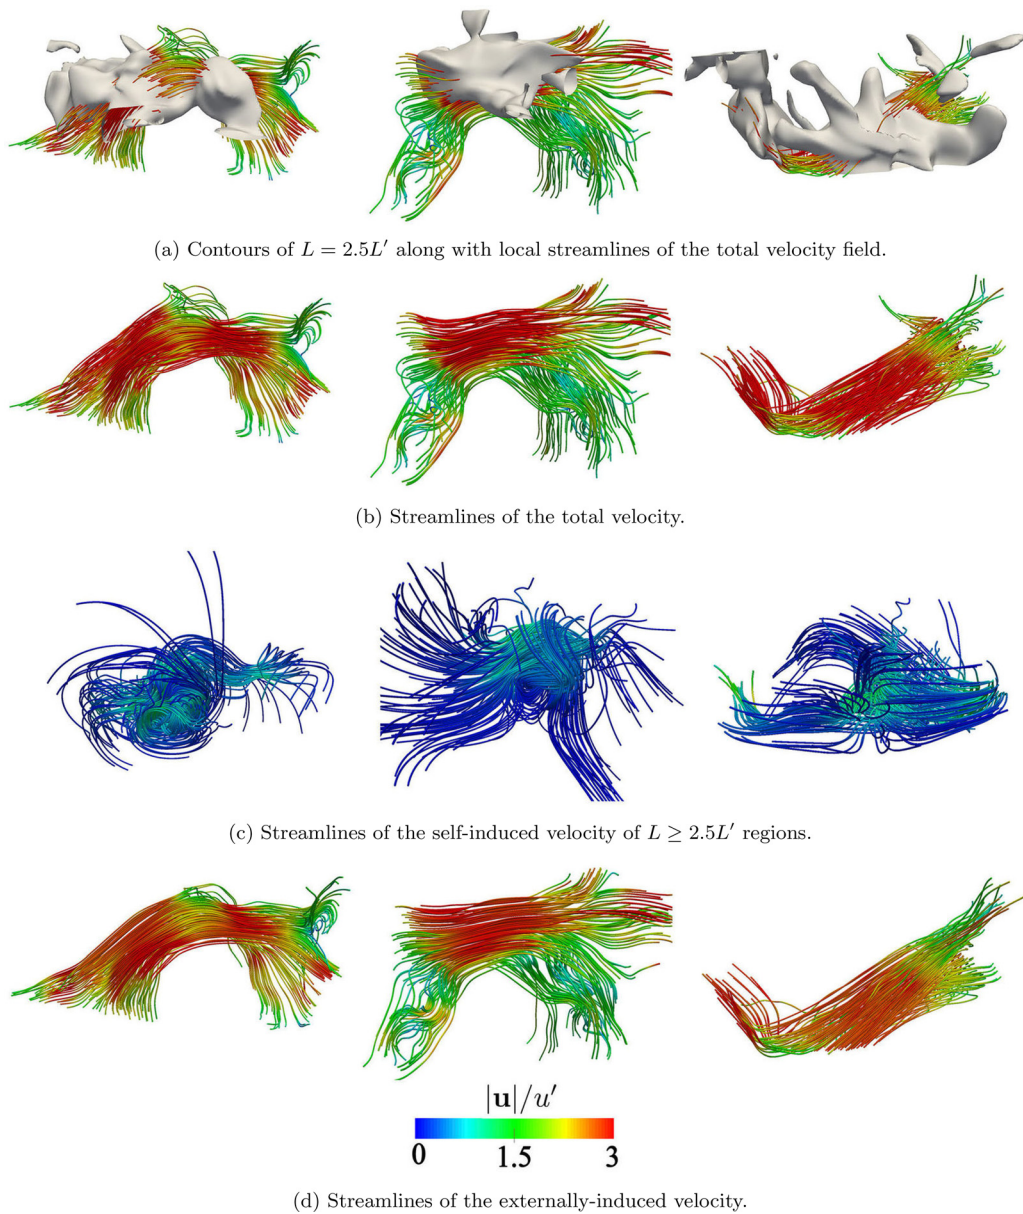 (a) Contours of L = 2.5L′ along with local streamlines of the total velocity field.
(b) Streamlines of the total velocity.
(c) Streamlines of the self-induced velocity of L ≥ 2.5L′ regions.
|u|/u′
0 1.5 3
(d) Streamlines of the externally-induced velocity.